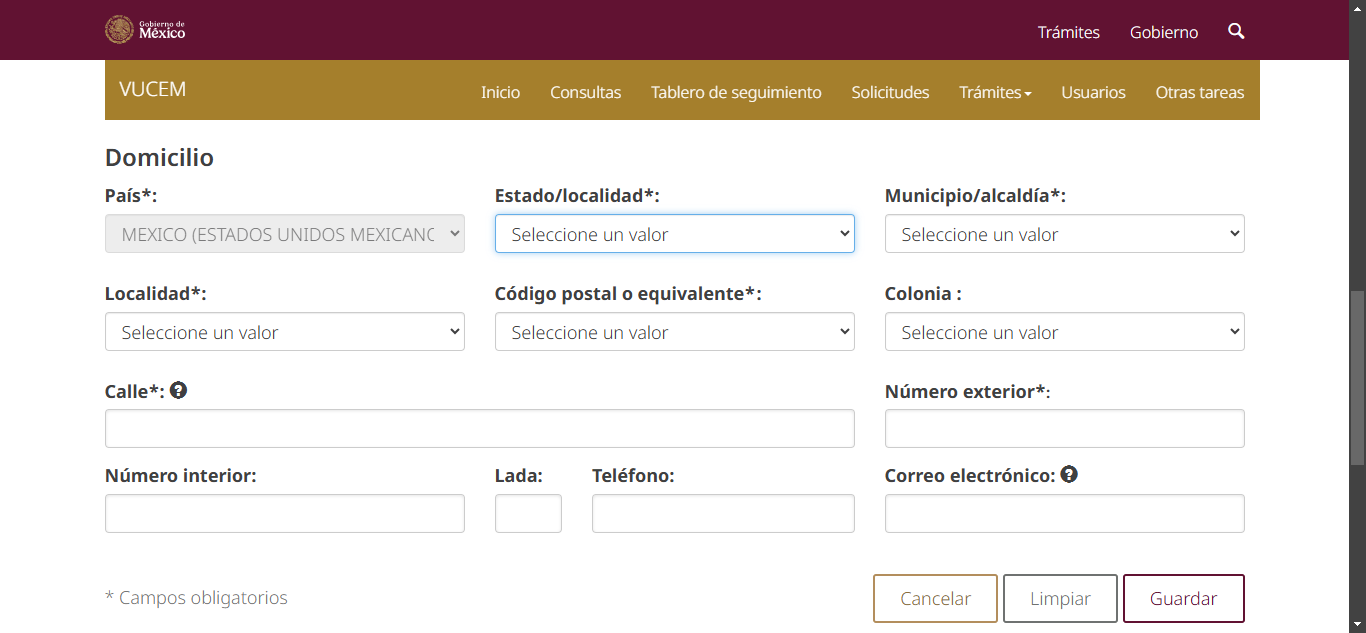 Gobierno de
México
Trámites Gobierno
VUCEM
Inicio Consultas Tablero de seguimiento Solicitudes Trámites Usuarios Otras tareas
Domicilio
País*: Estado/localidad*: Municipio/alcaldía*:
MEXICO (ESTADOS UNIDOS MEXICANO Seleccione un valor Seleccione un valor
Localidad*: Código postal o equivalente*: Colonia :
Seleccione un valor Seleccione un valor Seleccione un valor
Calle*: ? Número exterior*:
Número interior: Lada: Teléfono: Correo electrónico: ?
* Campos obligatorios Cancelar Limpiar Guardar